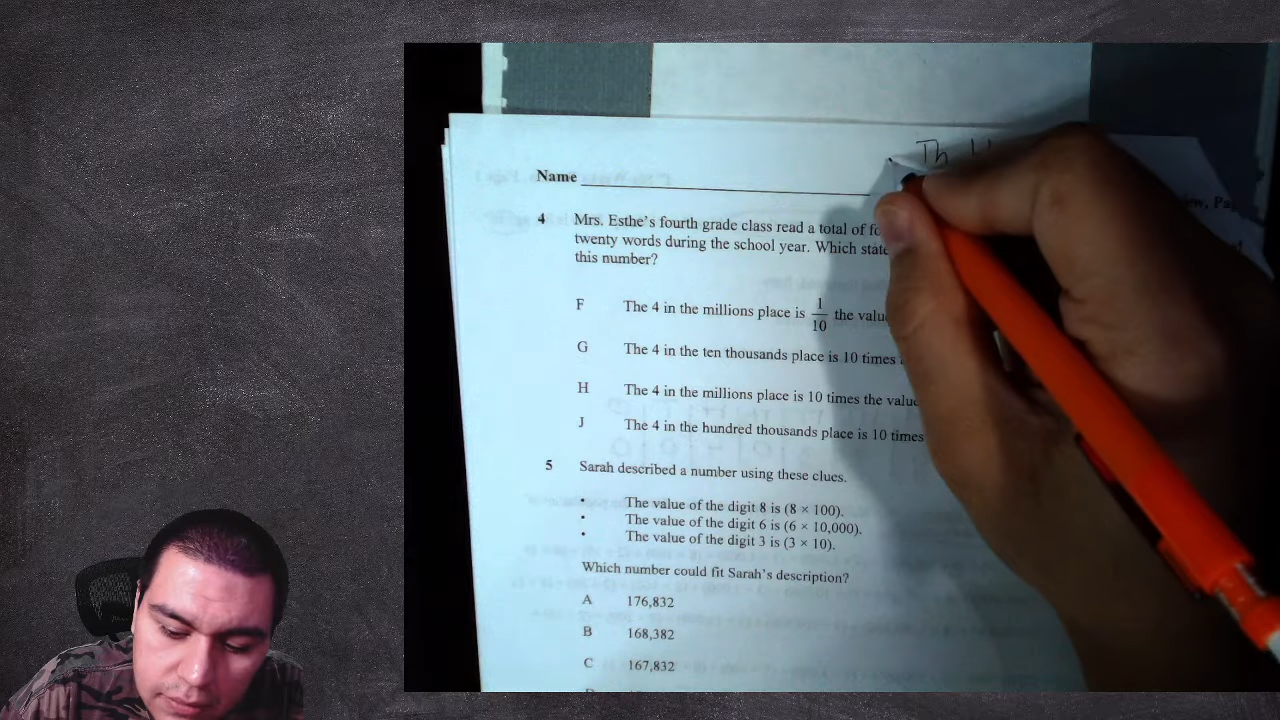 Th
Name
ew, Pa
4 Mrs. Esthe's fourth grade class read a total of
twenty words during the school year. Which
this number?
F The 4 in the millions place is 1/10 the
G The 4 in the ten thousands place is 10 times
H The 4 in the millions place is 10 times the value
J The 4 in the hundred thousands place is 10 times
5 Sarah described a number using these clues.
• The value of the digit 8 is (8 × 100).
• The value of the digit 6 is (6 × 10,000).
• The value of the digit 3 is (3 × 10).
Which number could fit Sarah's description?
A 176,832
B 168,382
C 167,832